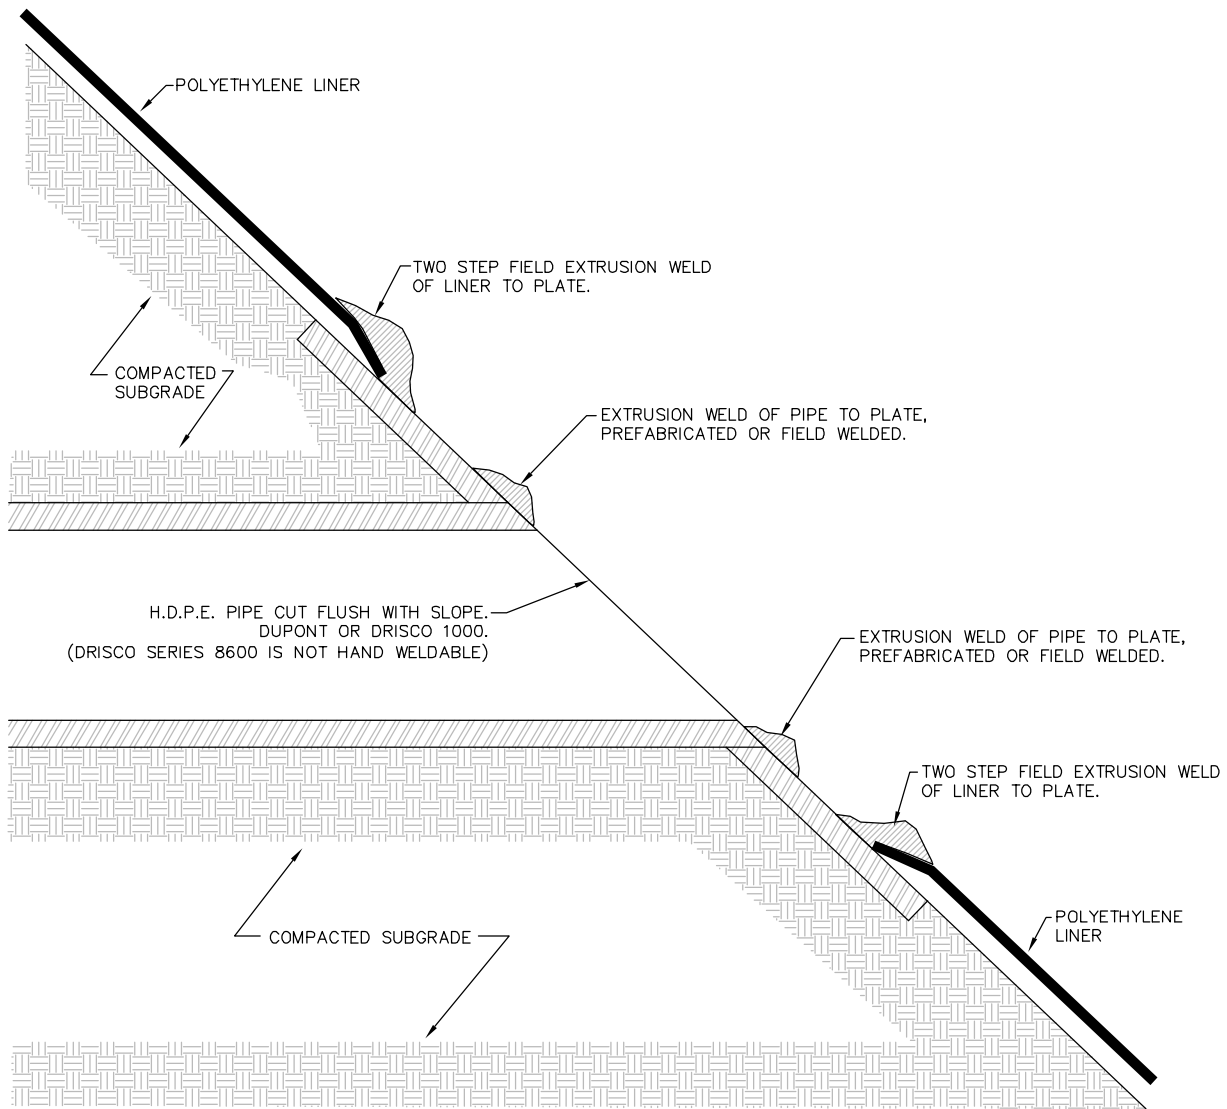 POLYETHYLENE LINER
TWO STEP FIELD EXTRUSION WELD
OF LINER TO PLATE.
COMPACTED
SUBGRADE
EXTRUSION WELD OF PIPE TO PLATE,
PREFABRICATED OR FIELD WELDED.
H.D.P.E. PIPE CUT FLUSH WITH SLOPE.
DUPONT OR DRISCO 1000.
(DRISCO SERIES 8600 IS NOT HAND WELDABLE)
EXTRUSION WELD OF PIPE TO PLATE,
PREFABRICATED OR FIELD WELDED.
TWO STEP FIELD EXTRUSION WELD
OF LINER TO PLATE.
POLYETHYLENE
LINER
COMPACTED SUBGRADE